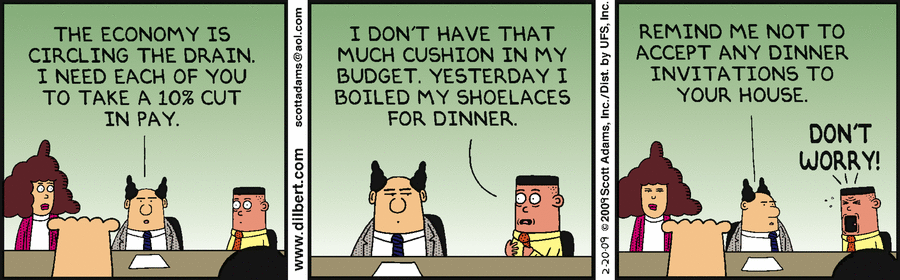 THE ECONOMY IS
CIRCLING THE DRAIN.
I NEED EACH OF YOU
TO TAKE A 10% CUT
IN PAY.
www.dilbert.com
scottadams@aol.com
I DON'T HAVE THAT
MUCH CUSHION IN MY
BUDGET. YESTERDAY I
BOILED MY SHOELACES
FOR DINNER.
2-20-09 © 2009 Scott Adams, Inc./Dist. by UFS, Inc.
REMIND ME NOT TO
ACCEPT ANY DINNER
INVITATIONS TO
YOUR HOUSE.
DON'T
WORRY!